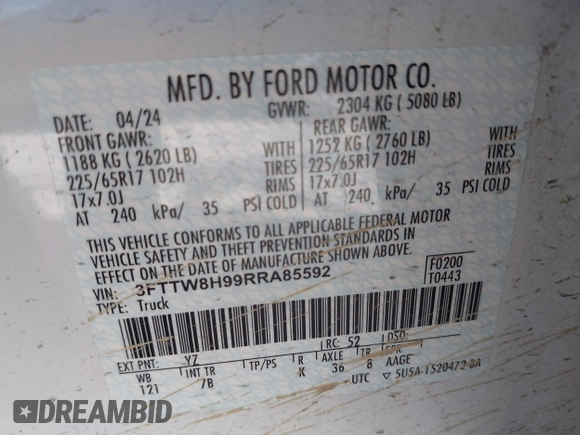 MFD. BY FORD MOTOR CO.
DATE: 04/24
GVWR: 2304 KG ( 5080 LB)
FRONT GAWR:
1188 KG ( 2620 LB) WITH
225/65R17 102H TIRES
17x7.0J RIMS
AT 240 kPa/ 35 PSI COLD
REAR GAWR:
1252 KG ( 2760 LB) WITH
225/65R17 102H TIRES
17x7.0J RIMS
AT 240 kPa/ 35 PSI COLD
THIS VEHICLE CONFORMS TO ALL APPLICABLE FEDERAL MOTOR
VEHICLE SAFETY AND THEFT PREVENTION STANDARDS IN
EFFECT ON THE DATE OF MANUFACTURE SHOWN ABOVE.
VIN: 3FTTW8H99RRA85592
TYPE: Truck
F0200
T0443
EXT PNT: YZ RC: 52 DSO:
WB INT TR TP/PS R AXLE TR SPR
121 7B K 36 8 AAGE
UTC
DREAMBID